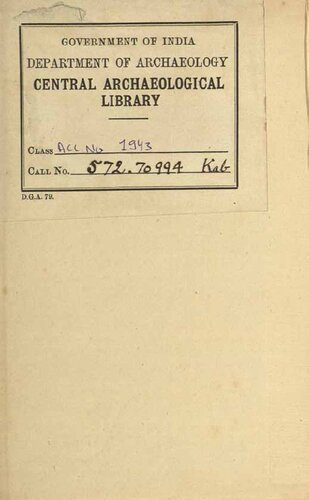 GOVERNMENT OF INDIA
DEPARTMENT OF ARCHAEOLOGY
CENTRAL ARCHAEOLOGICAL
LIBRARY
CLASS ACC No 1943
CALL NO. 572.70994 Kab
D.G.A. 79.